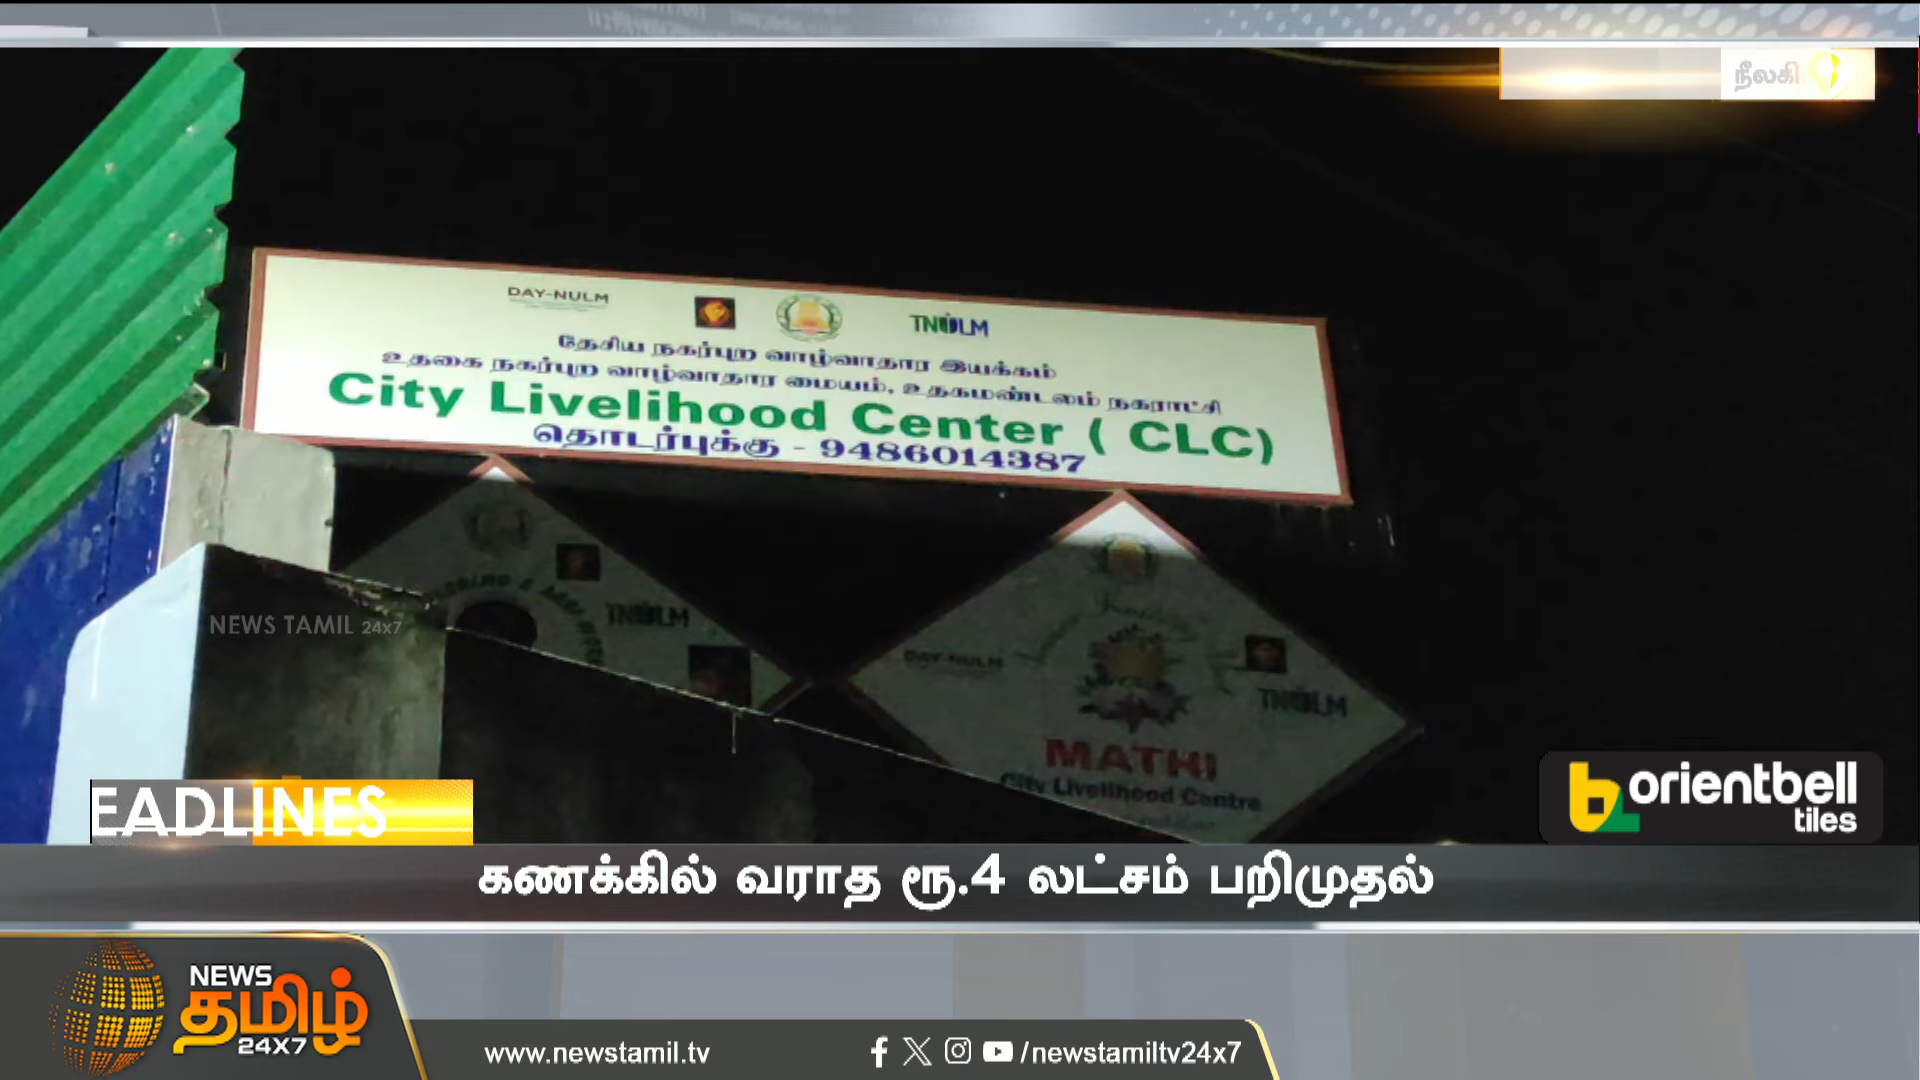 நீலகி
DAY-NULM
TNULM
தேசிய நகர்புற வாழ்வாதார இயக்கம்
உதகை நகர்புற வாழ்வாதார மையம், உதகமண்டலம் நகராட்சி
City Livelihood Center ( CLC)
தொடர்புக்கு - 9486014387
TNULM
NEWS TAMIL 24x7
DAY-NULM
TNULM
MATHI
City Livelihood Centre
EADLINES
orientbell
tiles
கணக்கில் வராத ரூ.4 லட்சம் பறிமுதல்
NEWS
தமிழ்
24X7
www.newstamil.tv
/newstamiltv24x7